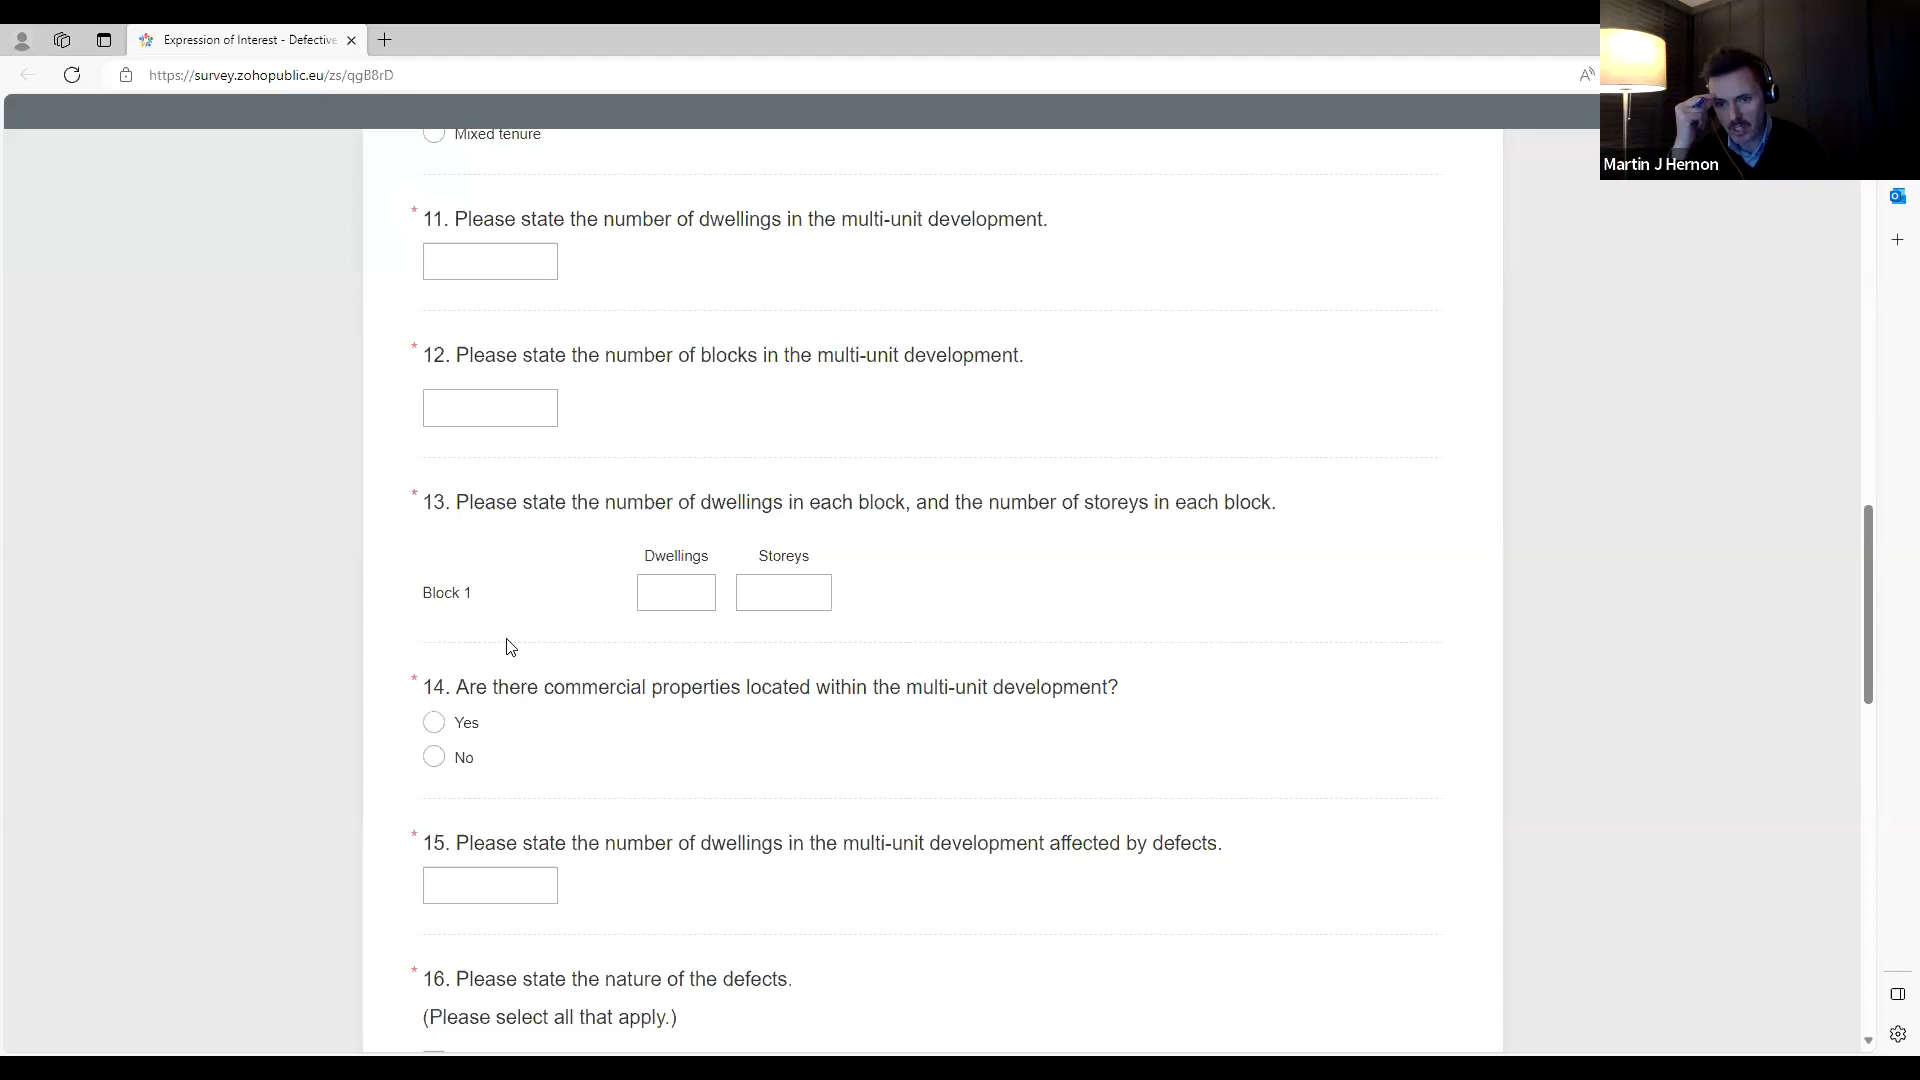 Expression of Interest - Defective
https://survey.zohopublic.eu/zs/qgB8rD
Martin J Hernon
Mixed tenure
* 11. Please state the number of dwellings in the multi-unit development.
* 12. Please state the number of blocks in the multi-unit development.
* 13. Please state the number of dwellings in each block, and the number of storeys in each block.
Dwellings Storeys
Block 1
* 14. Are there commercial properties located within the multi-unit development?
Yes
No
* 15. Please state the number of dwellings in the multi-unit development affected by defects.
* 16. Please state the nature of the defects.
(Please select all that apply.)